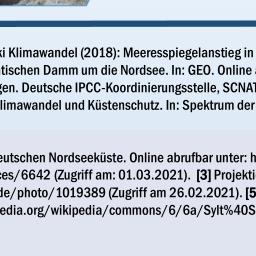 ki Klimawandel (2018): Meeresspiegelanstieg in
tischen Damm um die Nordsee. In: GEO. Online
gen. Deutsche IPCC-Koordinierungsstelle, SCNAT
limawandel und Küstenschutz. In: Spektrum der
eutschen Nordseeküste. Online abrufbar unter: h
ces/6642 (Zugriff am: 01.03.2021). [3] Projekti
de/photo/1019389 (Zugriff am 26.02.2021). [5
pedia.org/wikipedia/commons/6/6a/Sylt%40S